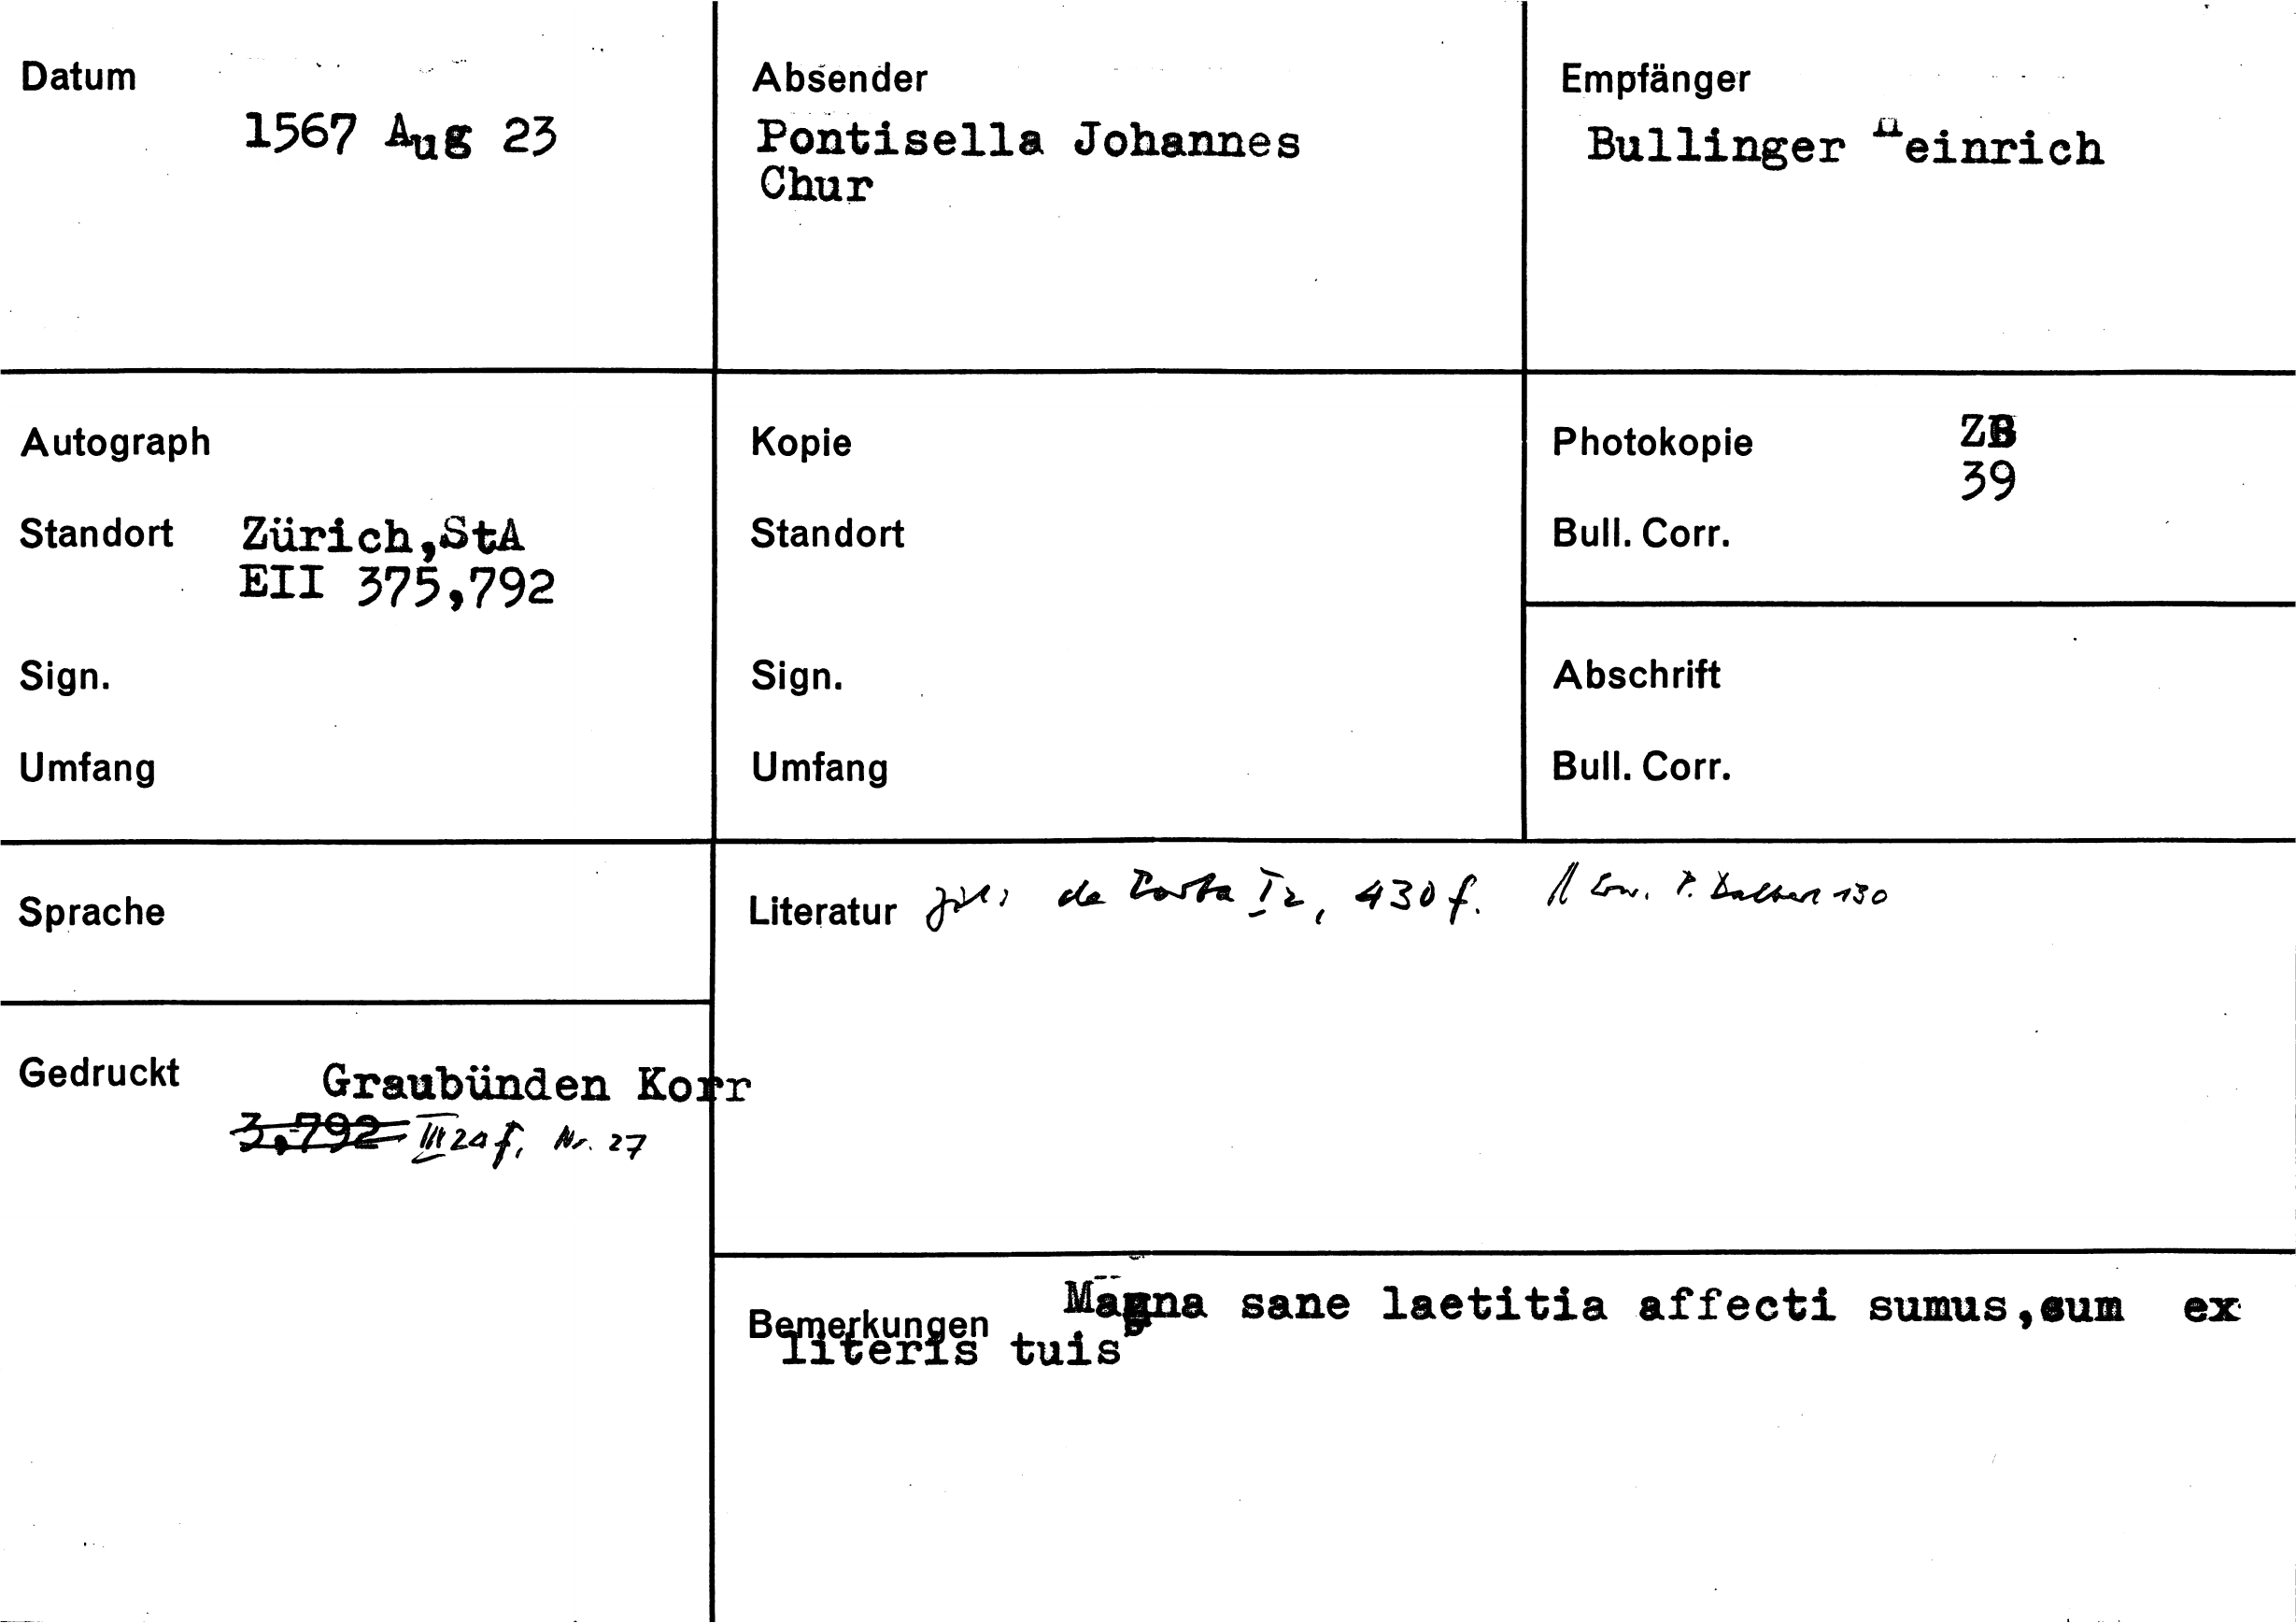 Datum
1567 Aug 23
Absender
Pontisella Johannes
Chur
Empfänger
Bullinger Heinrich
Autograph
Standort Zürich,StA
EII 375,792
Sign.
Umfang
Kopie
Standort
Sign.
Umfang
Photokopie ZB
39
Bull. Corr.
Abschrift
Bull. Corr.
Sprache
Literatur de Porta I 2, 430 f. 130
Gedruckt Graubünden Korr
3,792 III 24 f, Nr. 27
Bemerkungen Magna sane laetitia affecti sumus,cum ex
literis tuis